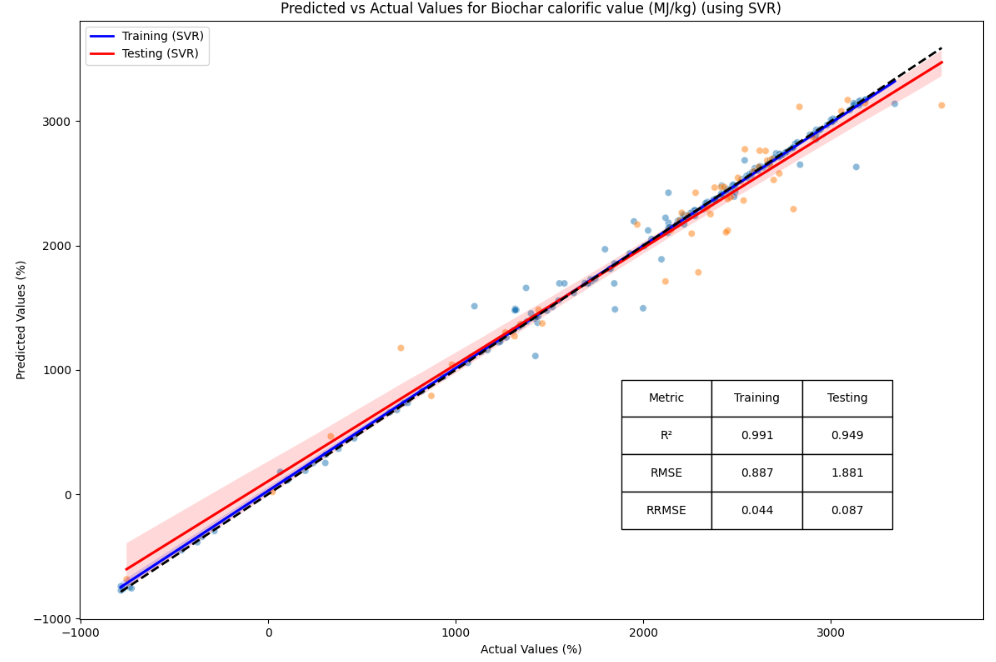 Predicted vs Actual Values for Biochar calorific value (MJ/kg) (using SVR)
Training (SVR)
Testing (SVR)
Predicted Values (%)
3000
2000
1000
0
−1000
Metric Training Testing
R² 0.991 0.949
RMSE 0.887 1.881
RRMSE 0.044 0.087
−1000 0 1000 2000 3000
Actual Values (%)